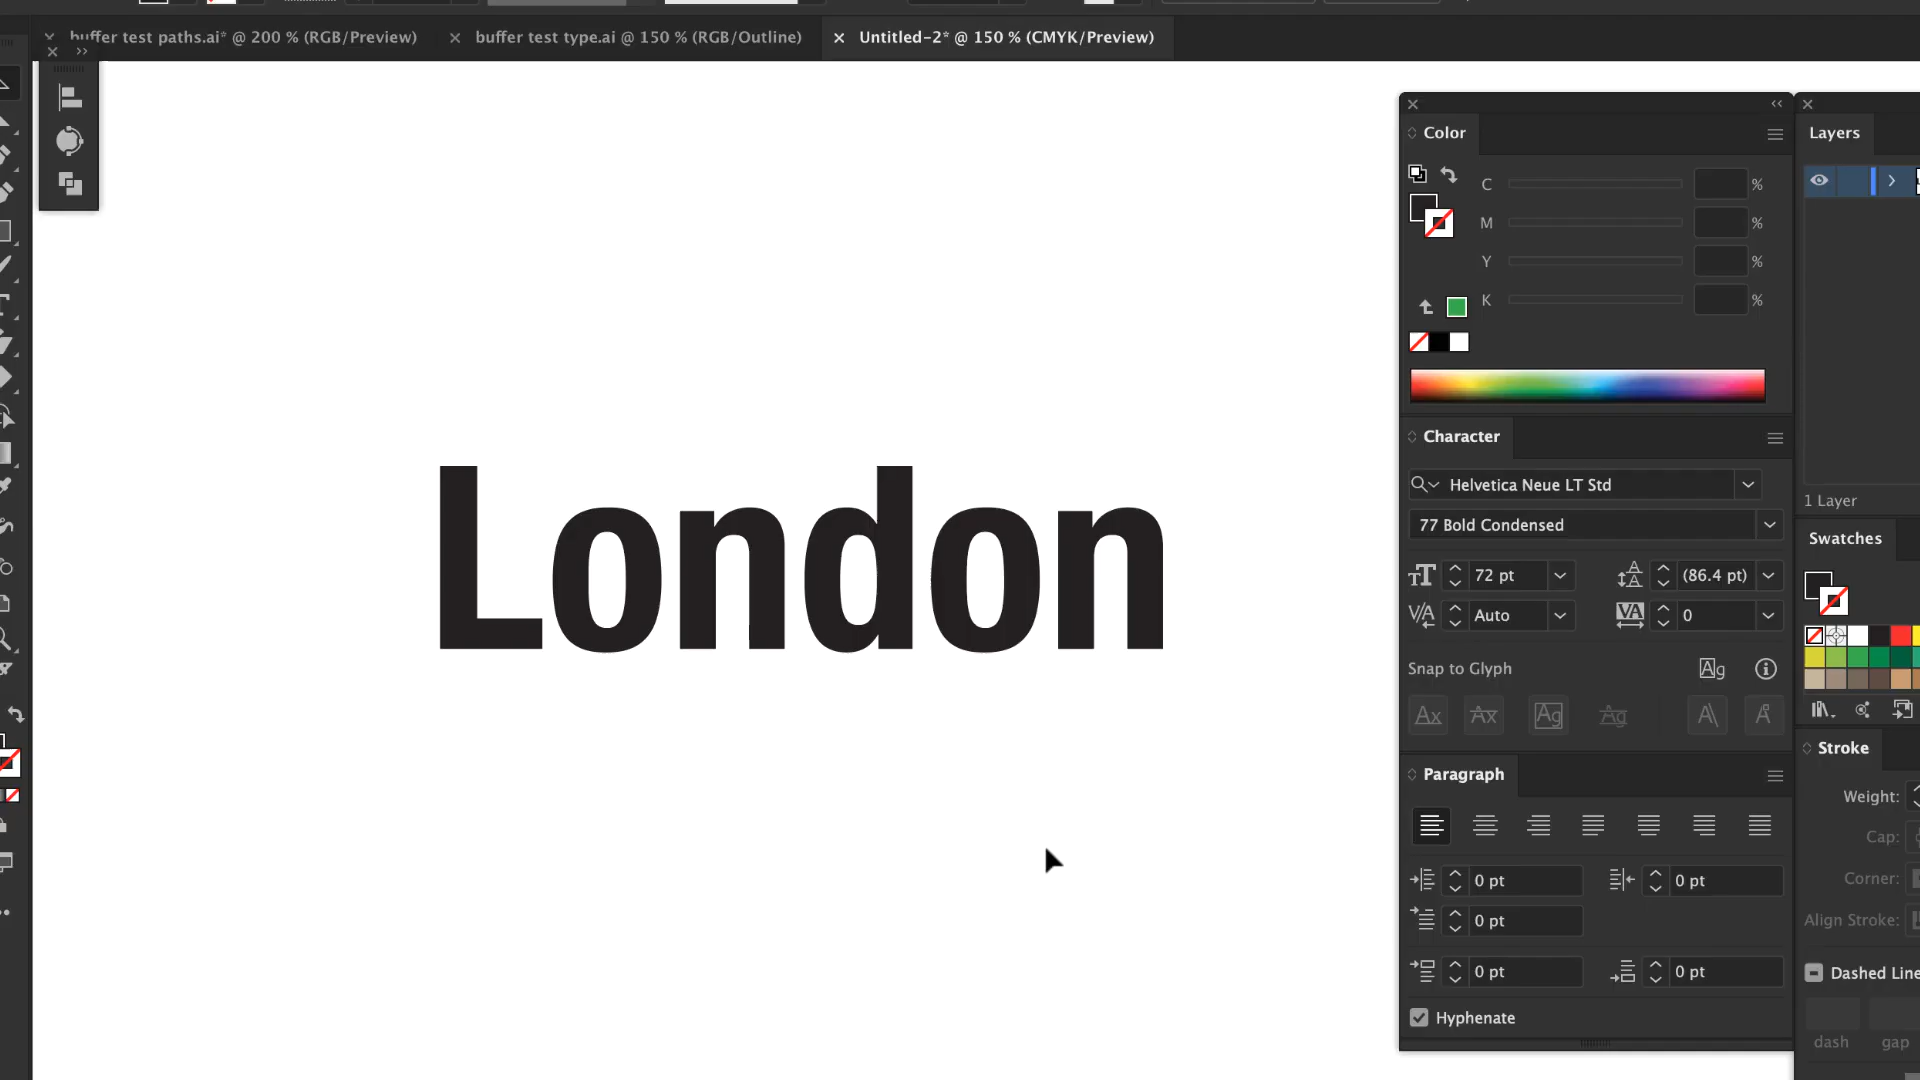 buffer test paths.ai* @ 200 % (RGB/Preview)
buffer test type.ai @ 150 % (RGB/Outline)
Untitled-2* @ 150 % (CMYK/Preview)
London
Color
C %
M %
Y %
K %
Character
Helvetica Neue LT Std
77 Bold Condensed
72 pt (86.4 pt)
Auto 0
Snap to Glyph
Paragraph
0 pt 0 pt
0 pt
0 pt 0 pt
Hyphenate
Layers
1 Layer
Swatches
Stroke
Weight:
Cap:
Corner:
Align Stroke:
Dashed Line
dash gap